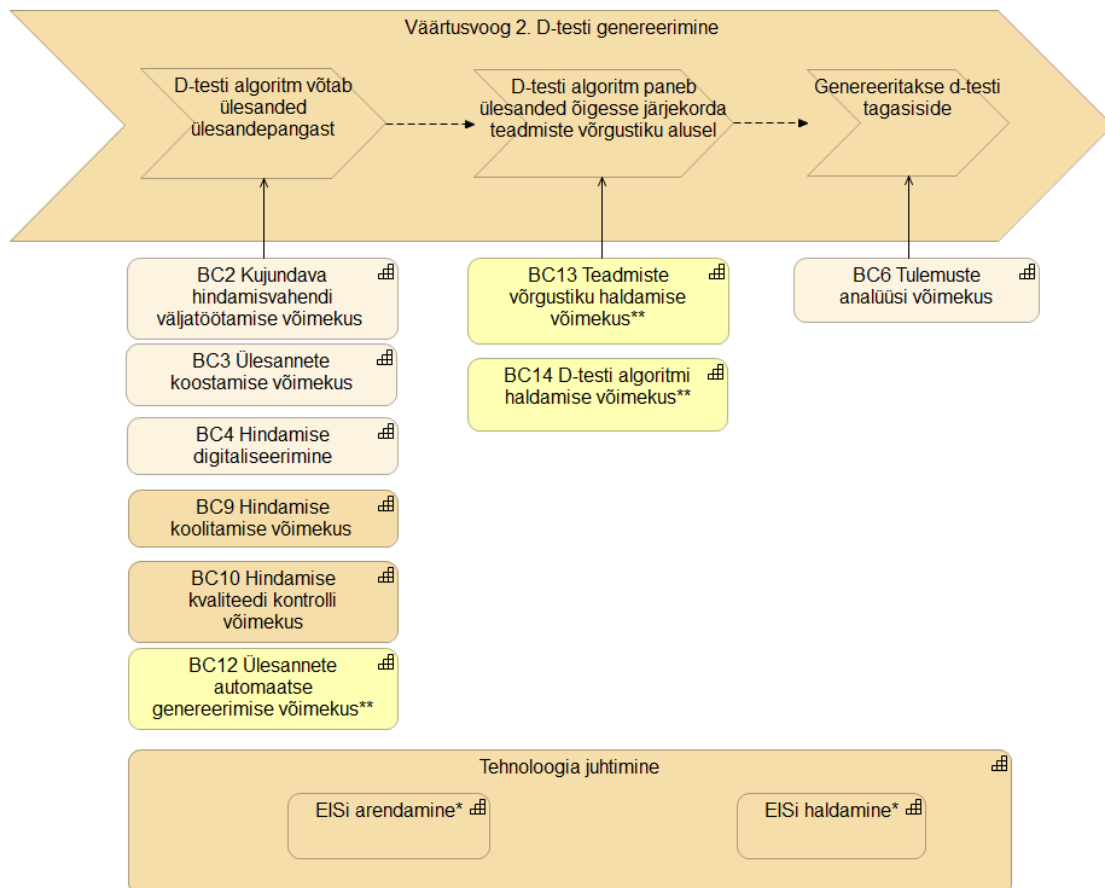 Väärtusvoog 2. D-testi genereerimine
D-testi algoritm võtab
ülesanded
ülesandepangast
D-testi algoritm paneb
ülesanded õigesse järjekorda
teadmiste võrgustiku alusel
Genereeritakse d-testi
tagasiside
BC2 Kujundava
hindamisvahendi
väljatöötamise võimekus
BC3 Ülesannete
koostamise võimekus
BC4 Hindamise
digitaliseerimine
BC9 Hindamise
koolitamise võimekus
BC10 Hindamise
kvaliteedi kontrolli
võimekus
BC12 Ülesannete
automaatse
genereerimise võimekus**
BC13 Teadmiste
võrgustiku haldamise
võimekus**
BC14 D-testi algoritmi
haldamise võimekus**
BC6 Tulemuste
analüüsi võimekus
Tehnoloogia juhtimine
EISi arendamine*
EISi haldamine*